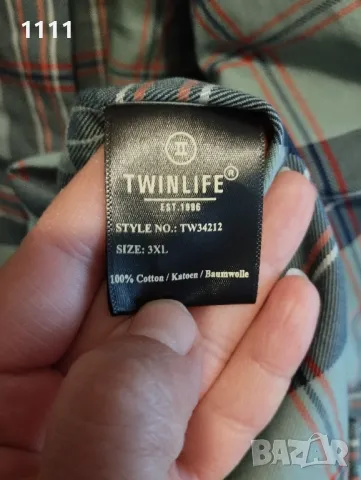 1111
TWINLIFE®
EST. 1996
STYLE NO.: TW34212
SIZE: 3XL
100% Cotton / Katoen / Baumwolle
BAZAR